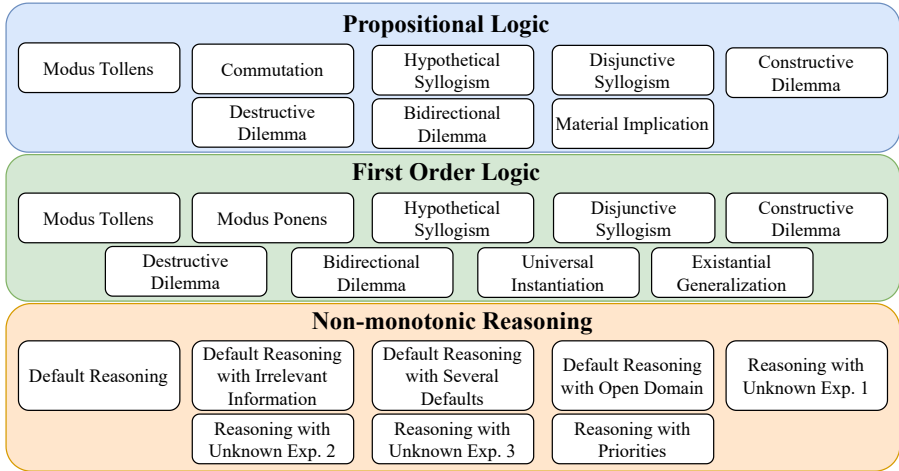 Propositional Logic
Modus Tollens
Commutation
Hypothetical
Syllogism
Disjunctive
Syllogism
Constructive
Dilemma
Destructive
Dilemma
Bidirectional
Dilemma
Material Implication
First Order Logic
Modus Tollens
Modus Ponens
Hypothetical
Syllogism
Disjunctive
Syllogism
Constructive
Dilemma
Destructive
Dilemma
Bidirectional
Dilemma
Universal
Instantiation
Existantial
Generalization
Non-monotonic Reasoning
Default Reasoning
Default Reasoning
with Irrelevant
Information
Default Reasoning
with Several
Defaults
Default Reasoning
with Open Domain
Reasoning with
Unknown Exp. 1
Reasoning with
Unknown Exp. 2
Reasoning with
Unknown Exp. 3
Reasoning with
Priorities